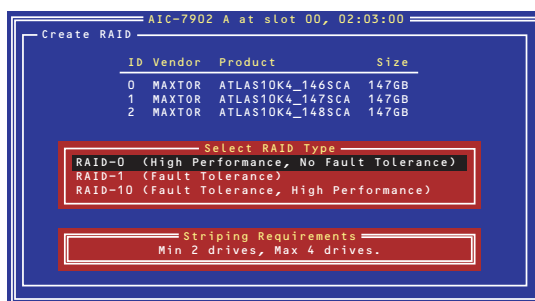 AIC-7902 A at slot 00, 02:03:00
Create RAID
ID Vendor Product Size
0 MAXTOR ATLAS10K4_146SCA 147GB
1 MAXTOR ATLAS10K4_147SCA 147GB
2 MAXTOR ATLAS10K4_148SCA 147GB
Select RAID Type
RAID-0 (High Performance, No Fault Tolerance)
RAID-1 (Fault Tolerance)
RAID-10 (Fault Tolerance, High Performance)
Striping Requirements
Min 2 drives, Max 4 drives.